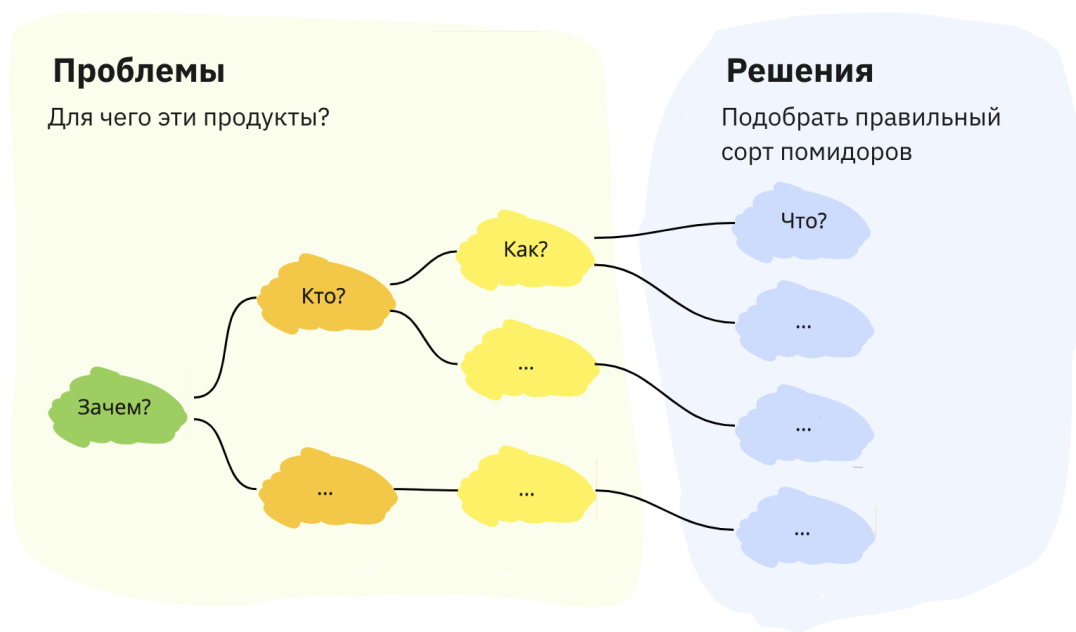 Проблемы
Для чего эти продукты?
Решения
Подобрать правильный
сорт помидоров
Зачем?
Кто?
...
Как?
...
...
Что?
...
...
...